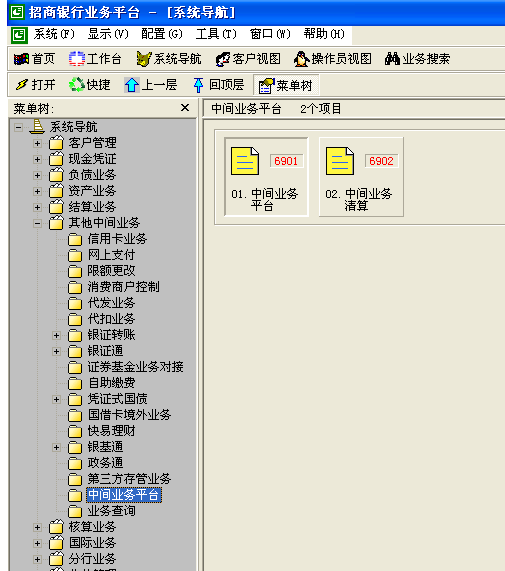 招商银行业务平台 - [系统导航]
系统(F) 显示(V) 配置(G) 工具(T) 窗口(W) 帮助(H)
首页 工作台 系统导航 客户视图 操作员视图 业务搜索
打开 快捷 上一层 回顶层 菜单树
菜单树: ×
中间业务平台 2个项目
系统导航
客户管理
现金凭证
负债业务
资产业务
结算业务
其他中间业务
信用卡业务
网上支付
限额更改
消费商户控制
代发业务
代扣业务
银证转账
银证通
证券基金业务对接
自助缴费
凭证式国债
国借卡境外业务
快易理财
银基通
政务通
第三方存管业务
中间业务平台
业务查询
核算业务
国际业务
分行业务
6901
01. 中间业务
平台
6902
02. 中间业务
清算